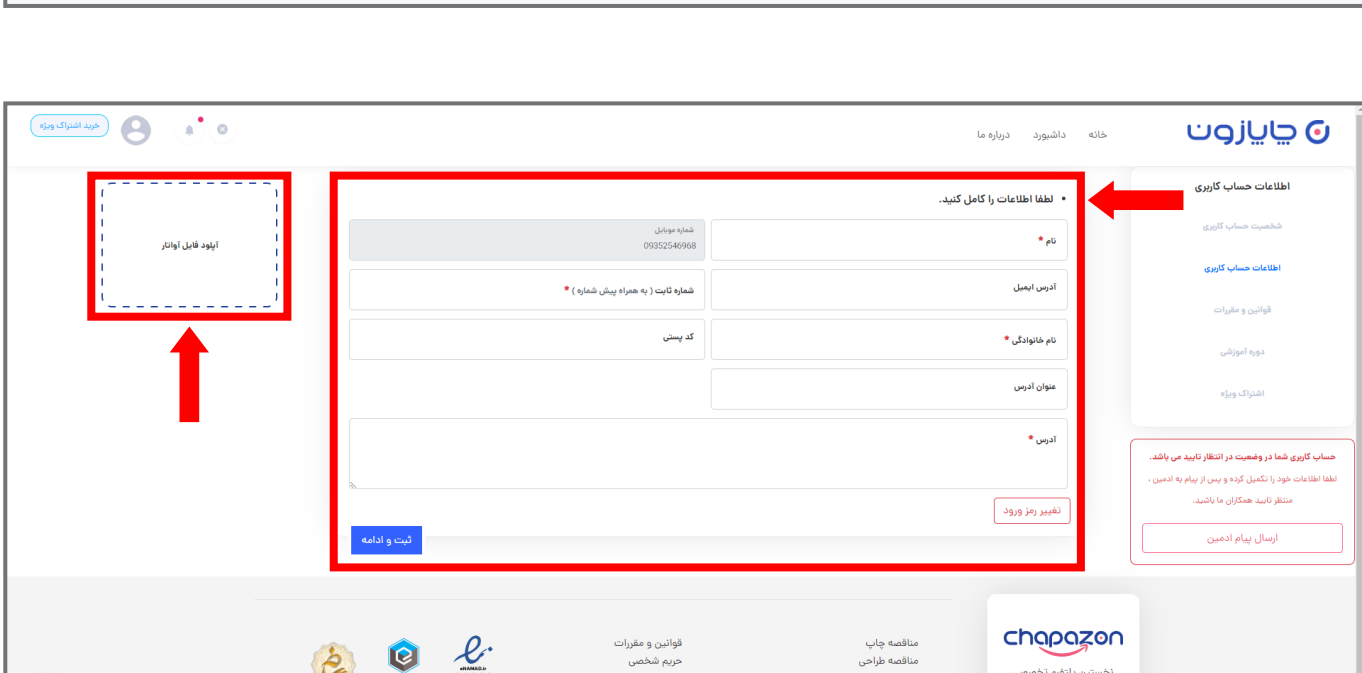 چاپازون
خانه داشبورد درباره ما
خرید اشتراک ویژه
اطلاعات حساب کاربری
شخصیت حساب کاربری
اطلاعات حساب کاربری
قوانین و مقررات
دوره آموزشی
اشتراک ویژه
حساب کاربری شما در وضعیت در انتظار تایید می باشد.
لطفا اطلاعات خود را تکمیل کرده و پس از پیام به ادمین ،
منتظر تایید همکاران ما باشید.
ارسال پیام ادمین
• لطفا اطلاعات را کامل کنید.
نام *
شماره موبایل
09352546968
آدرس ایمیل
شماره ثابت ( به همراه پیش شماره ) *
نام خانوادگی *
کد پستی
عنوان آدرس
آدرس *
تغییر رمز ورود
ثبت و ادامه
آپلود فایل آواتار
chapazon
مناقصه چاپ
مناقصه طراحی
قوانین و مقررات
حریم شخصی
eNAMAD.ir